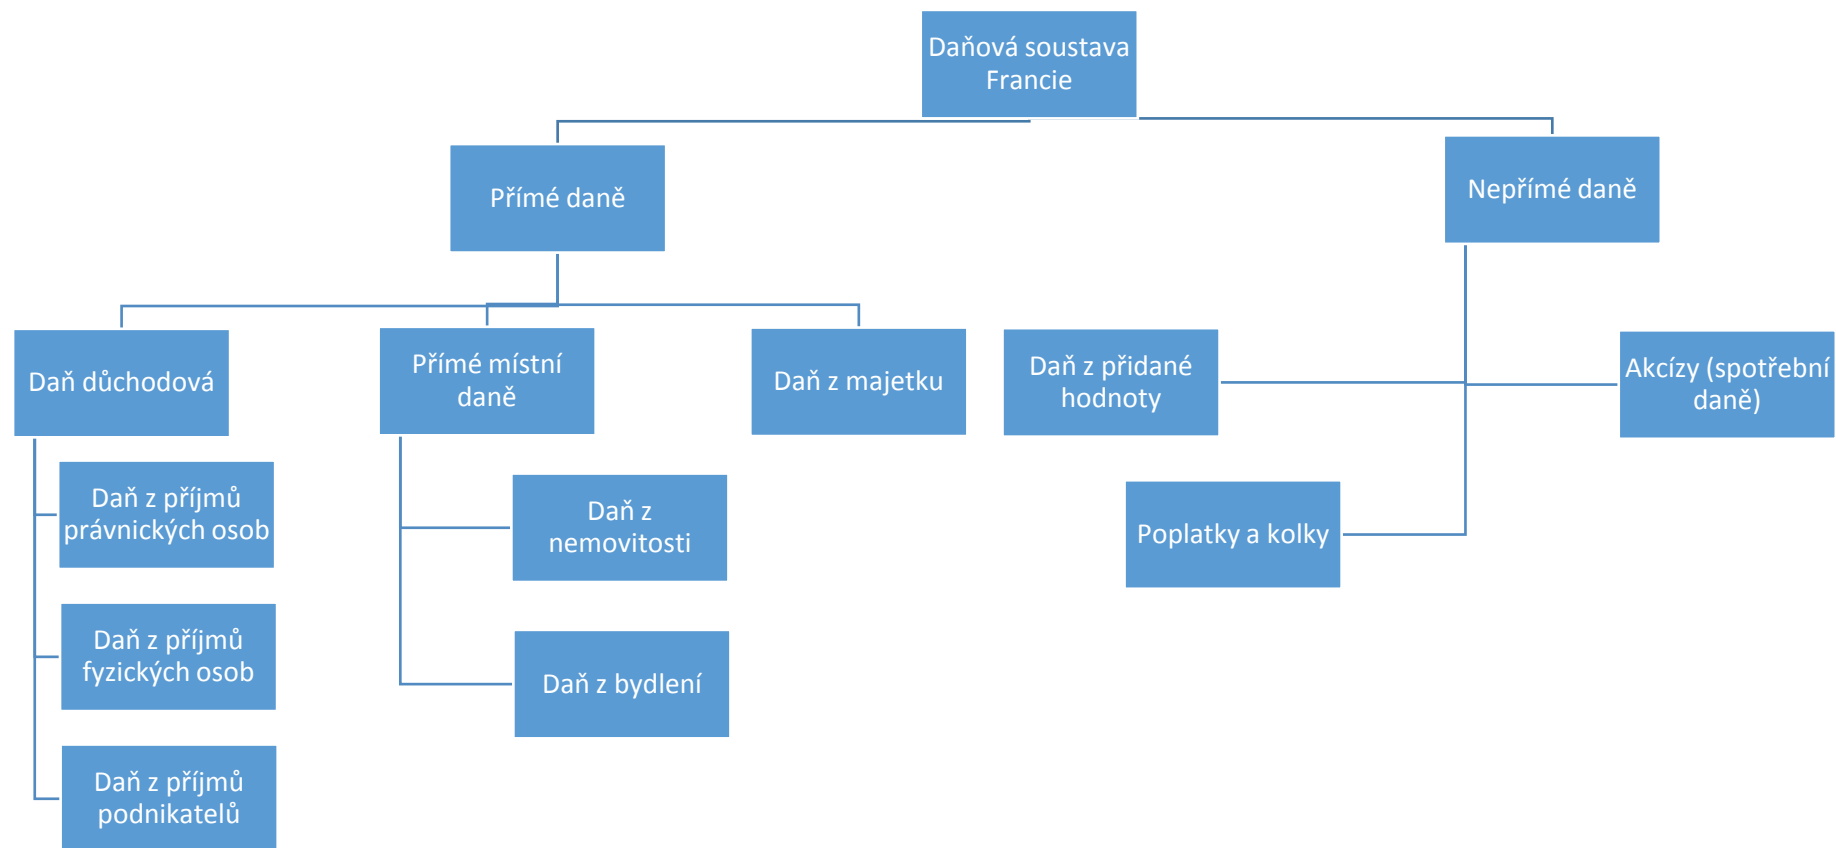 Daňová soustava
Francie
Přímé daně
Nepřímé daně
Daň důchodová
Přímé místní
daně
Daň z majetku
Daň z přidané
hodnoty
Akcízy (spotřební
daně)
Daň z příjmů
právnických osob
Daň z
nemovitosti
Poplatky a kolky
Daň z příjmů
fyzických osob
Daň z bydlení
Daň z příjmů
podnikatelů